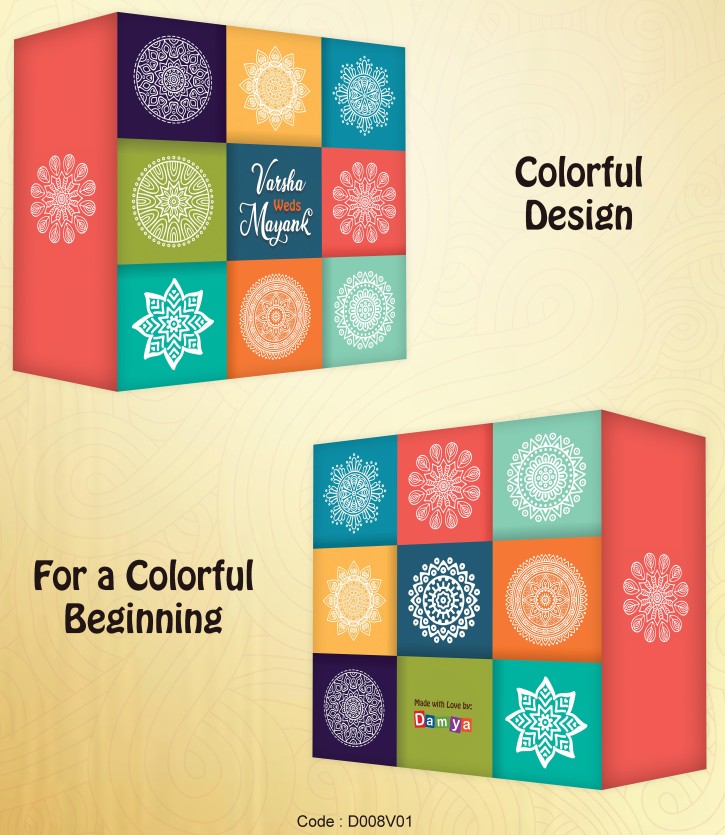 Colorful
Design
Varsha
Weds
Mayank
For a Colorful
Beginning
Made with Love by:
Damya
Code : D008V01